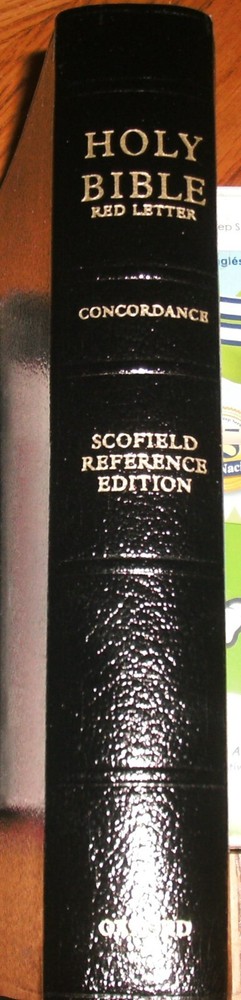 HOLY
BIBLE
RED LETTER
CONCORDANCE
SCOFIELD
REFERENCE
EDITION
OXFORD